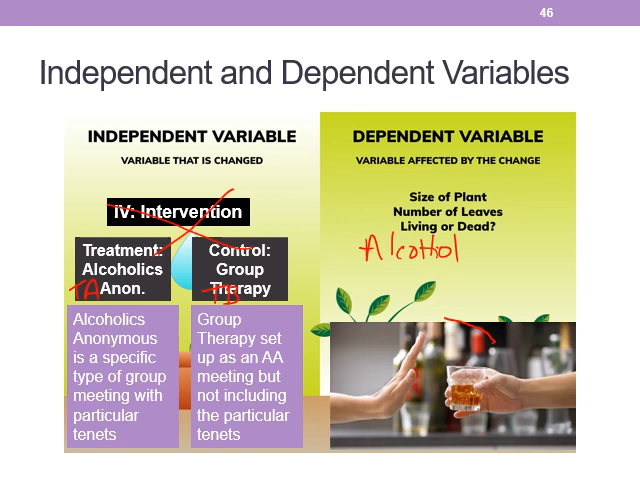 46
Independent and Dependent Variables
INDEPENDENT VARIABLE
VARIABLE THAT IS CHANGED
IV: Intervention
Treatment:
Alcoholics
Anon.
TA
Control:
Group
Therapy
TB
Alcoholics
Anonymous
is a specific
type of group
meeting with
particular
tenets
Group
Therapy set
up as an AA
meeting but
not including
the particular
tenets
DEPENDENT VARIABLE
VARIABLE AFFECTED BY THE CHANGE
Size of Plant
Number of Leaves
Living or Dead?
Alcohol